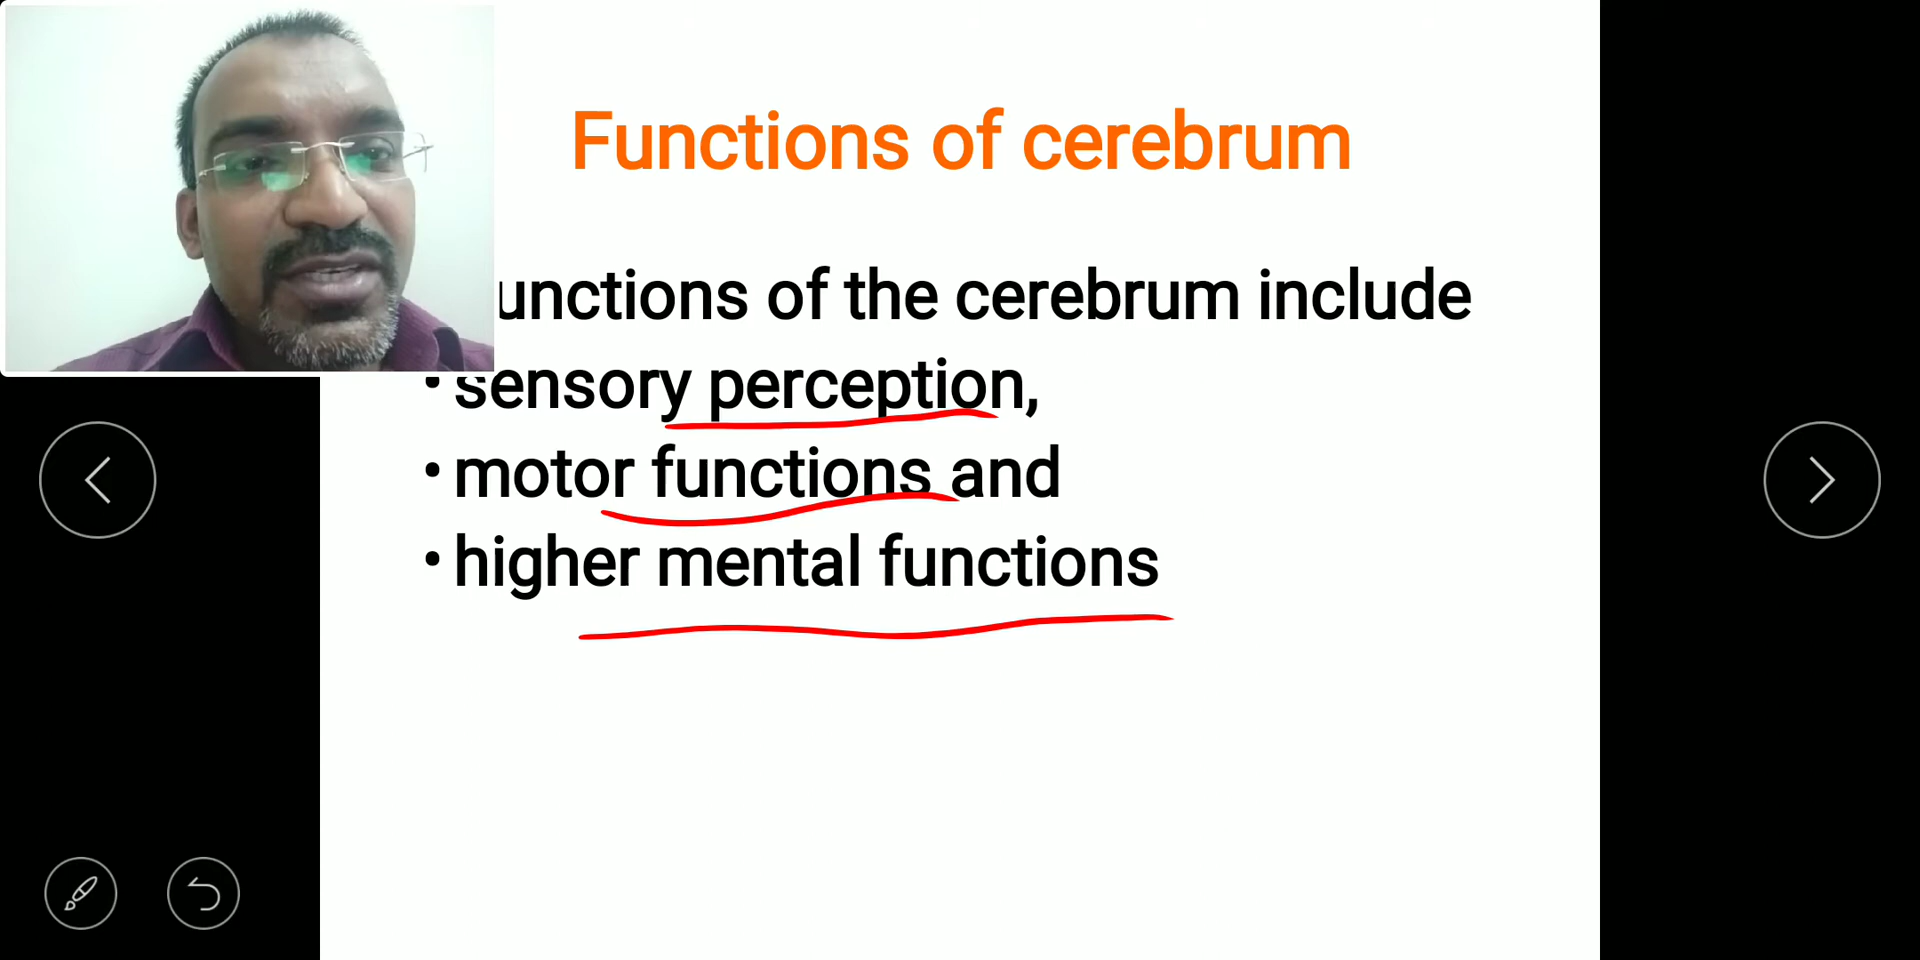 Functions of cerebrum
unctions of the cerebrum include
• sensory perception,
• motor functions and
• higher mental functions